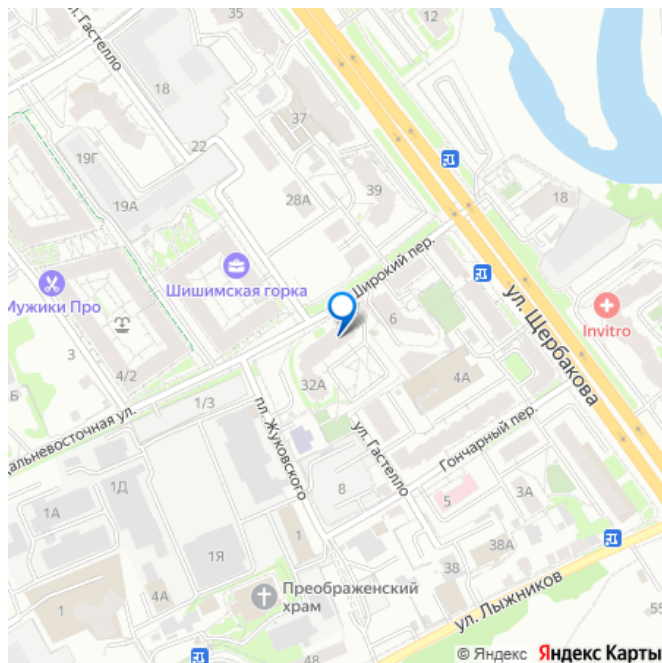 ул. Гастелло
35
12
18
37
22
19Г
39
28А
19А
18
Широкий пер.
Шишимская горка
ул. Щербакова
Мужики Про
Invitro
6
3
32А
4А
4/2
1/3
Б
Дальневосточная ул.
пл. Жуковского
ул. Гастелло
Гончарный пер.
1Д
8
5
3А
1А
1
1Я
38А
Преображенский
храм
38
1
4А
ул. Лыжников
55
44
48
© Яндекс Яндекс Карты